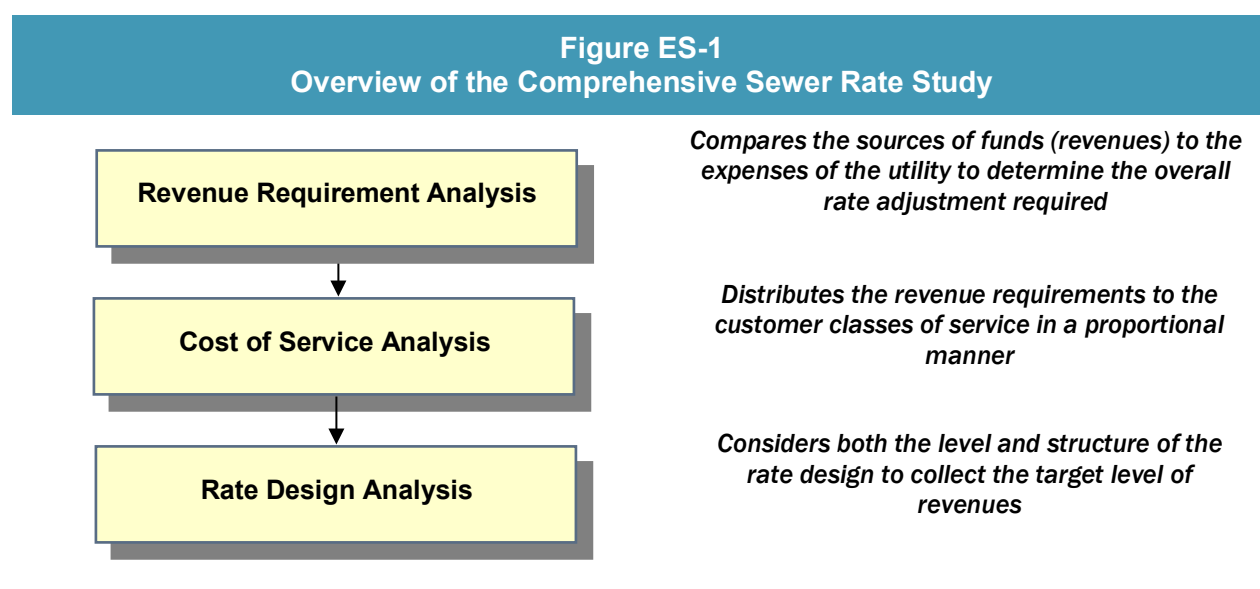 Figure ES-1
Overview of the Comprehensive Sewer Rate Study
Revenue Requirement Analysis
Compares the sources of funds (revenues) to the
expenses of the utility to determine the overall
rate adjustment required
Cost of Service Analysis
Distributes the revenue requirements to the
customer classes of service in a proportional
manner
Rate Design Analysis
Considers both the level and structure of the
rate design to collect the target level of
revenues